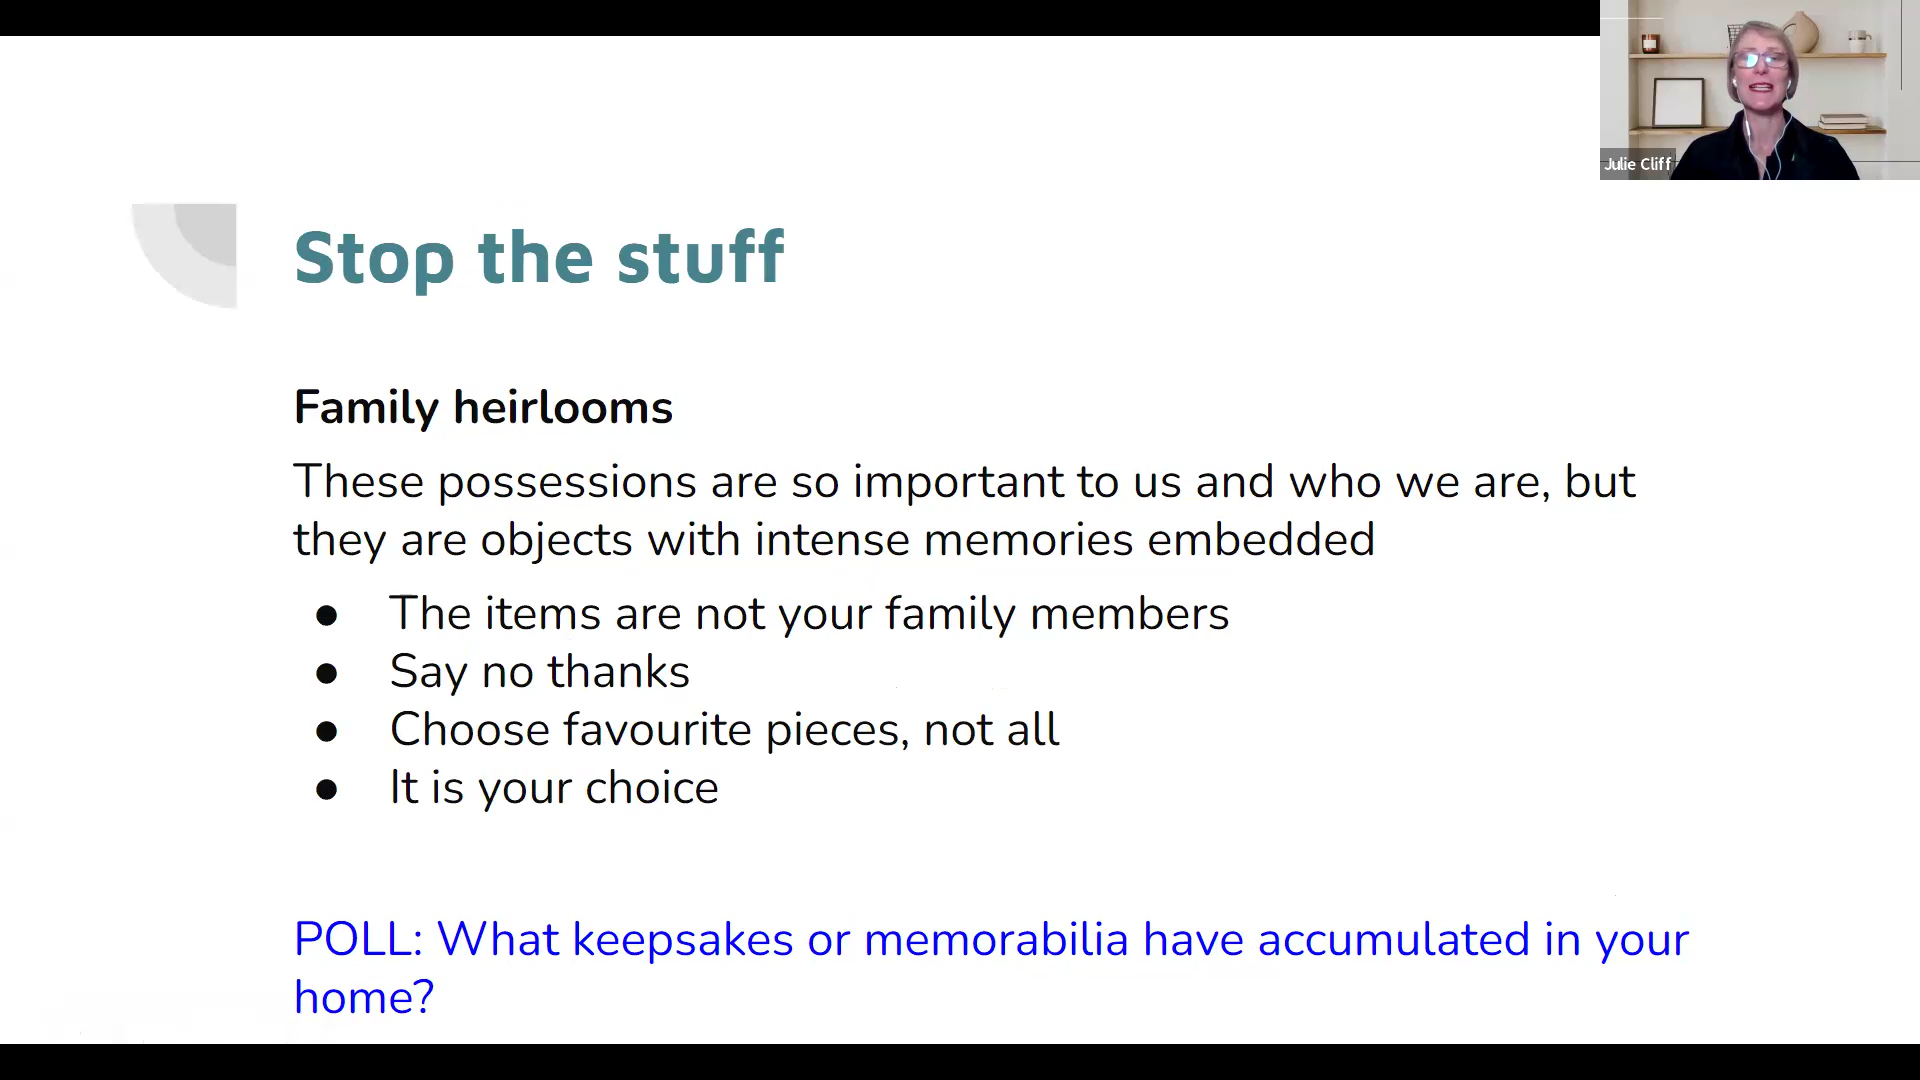 Julie Cliff
Stop the stuff
Family heirlooms
These possessions are so important to us and who we are, but
they are objects with intense memories embedded
● The items are not your family members
● Say no thanks
● Choose favourite pieces, not all
● It is your choice
POLL: What keepsakes or memorabilia have accumulated in your
home?